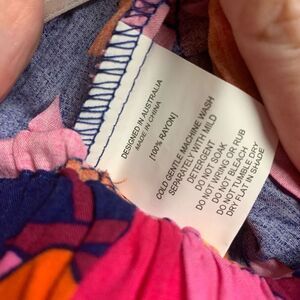 DESIGNED IN AUSTRALIA
MADE IN CHINA
[100% RAYON]
COLD GENTLE MACHINE WASH
SEPARATELY WITH MILD
DETERGENT
DO NOT SOAK
DO NOT WRING OR RUB
DO NOT BLEACH
DO NOT TUMBLE DRY
DRY FLAT IN SHADE